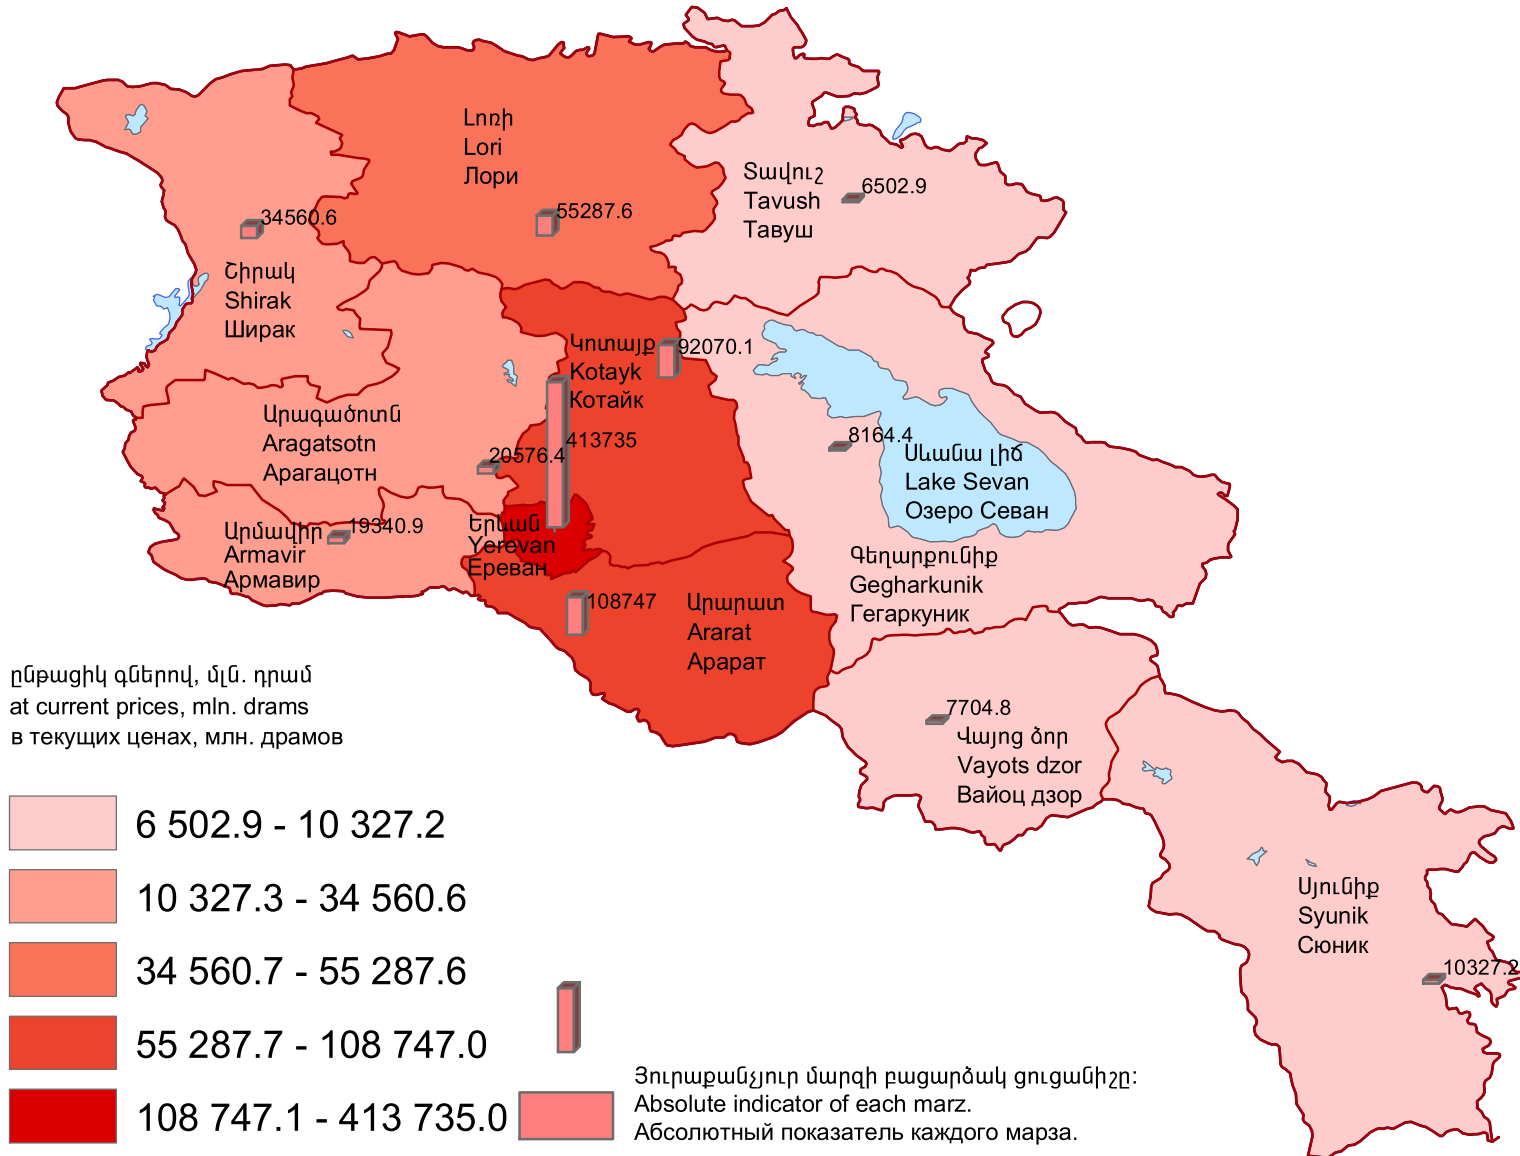 Լոռի
Lori
Лори
55287.6
Տավուշ
Tavush
Тавуш
6502.9
34560.6
Շիրակ
Shirak
Ширак
Կոտայք
Kotayk
Котайк
92070.1
Արագածոտն
Aragatsotn
Арагацотн
20576.4
413735
8164.4
Սևանա լիճ
Lake Sevan
Озеро Севан
Արմավիր
Armavir
Армавир
19340.9
Երևան
Yerevan
Ереван
Գեղարքունիք
Gegharkunik
Гегаркуник
108747
Արարատ
Ararat
Арарат
7704.8
Վայոց ձոր
Vayots dzor
Вайоц дзор
Սյունիք
Syunik
Сюник
10327.2
ընթացիկ գներով, մլն. դրամ
at current prices, mln. drams
в текущих ценах, млн. драмов
6 502.9 - 10 327.2
10 327.3 - 34 560.6
34 560.7 - 55 287.6
55 287.7 - 108 747.0
108 747.1 - 413 735.0
Յուրաքանչյուր մարզի բացարձակ ցուցանիշը:
Absolute indicator of each marz.
Абсолютный показатель каждого марза.